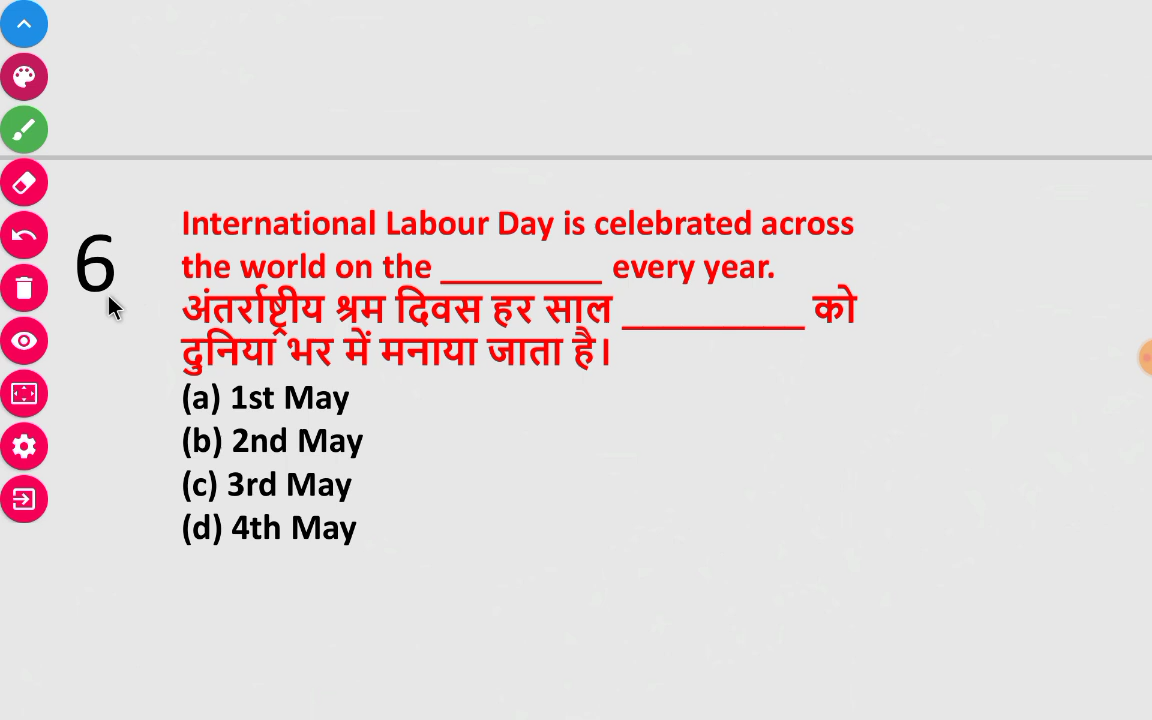 6
International Labour Day is celebrated across
the world on the __________ every year.
अंतर्राष्ट्रीय श्रम दिवस हर साल ___________ को
दुनिया भर में मनाया जाता है।
(a) 1st May
(b) 2nd May
(c) 3rd May
(d) 4th May